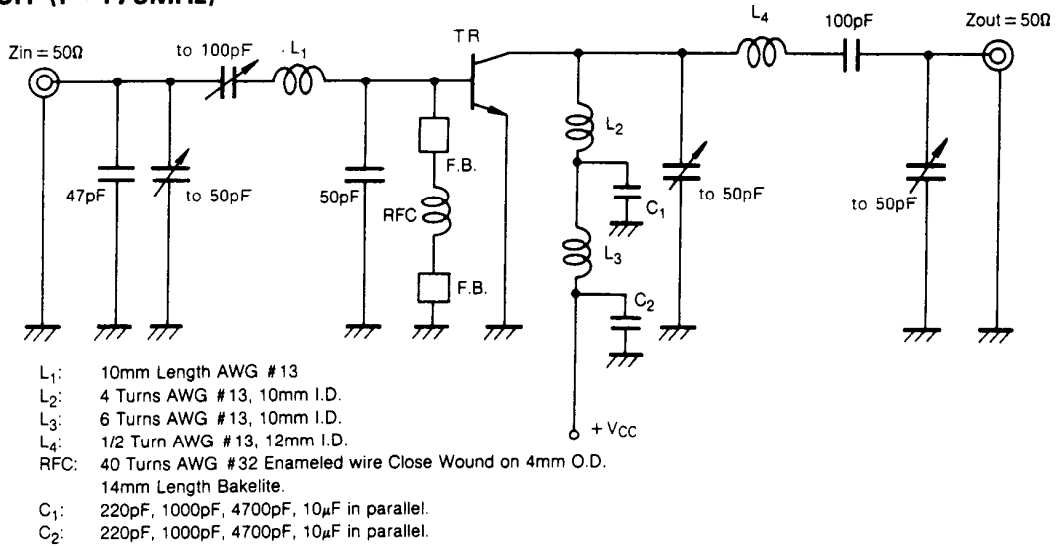 Zin = 50Ω
to 100pF
L1
TR
L4
100pF
Zout = 50Ω
47pF
to 50pF
50pF
F.B.
RFC
F.B.
L2
C1
L3
C2
to 50pF
to 50pF
+ VCC
L1: 10mm Length AWG #13
L2: 4 Turns AWG #13, 10mm I.D.
L3: 6 Turns AWG #13, 10mm I.D.
L4: 1/2 Turn AWG #13, 12mm I.D.
RFC: 40 Turns AWG #32 Enameled wire Close Wound on 4mm O.D.
14mm Length Bakelite.
C1: 220pF, 1000pF, 4700pF, 10μF in parallel.
C2: 220pF, 1000pF, 4700pF, 10μF in parallel.